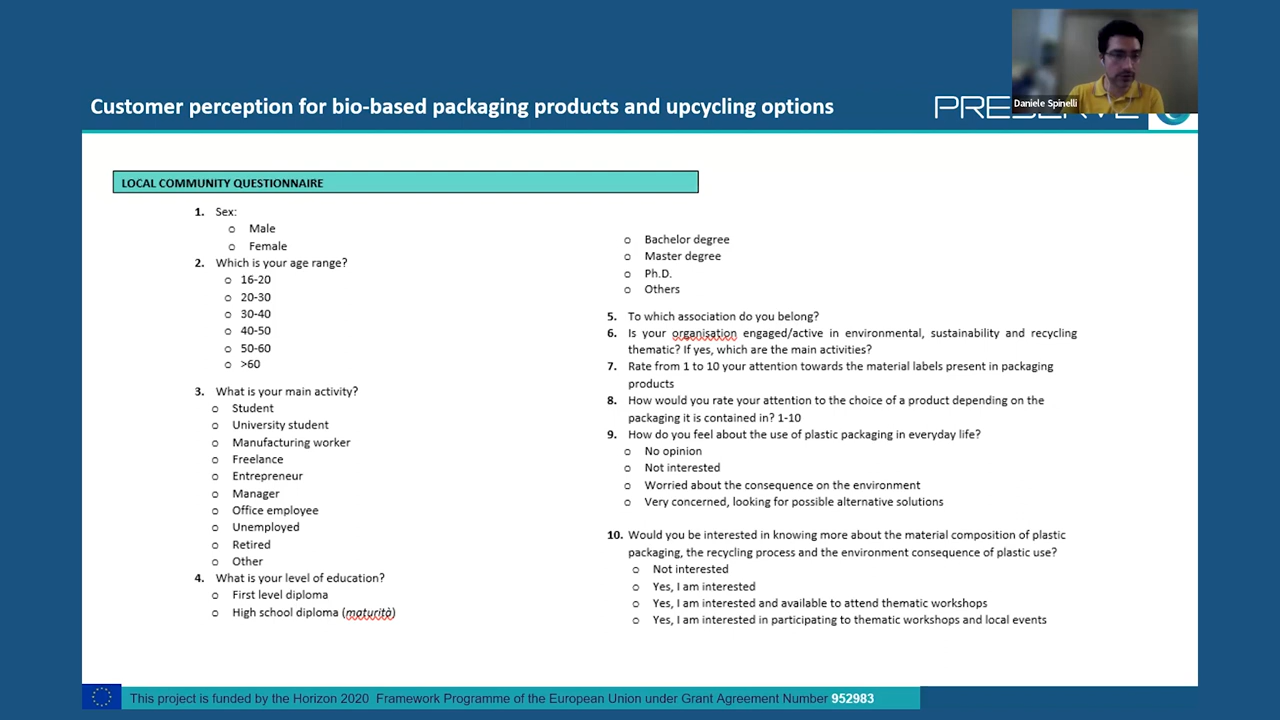 Customer perception for bio-based packaging products and upcycling options
Daniele Spinelli
LOCAL COMMUNITY QUESTIONNAIRE
1. Sex:
o Male
o Female
2. Which is your age range?
o 16-20
o 20-30
o 30-40
o 40-50
o 50-60
o >60
3. What is your main activity?
o Student
o University student
o Manufacturing worker
o Freelance
o Entrepreneur
o Manager
o Office employee
o Unemployed
o Retired
o Other
4. What is your level of education?
o First level diploma
o High school diploma (maturità)
o Bachelor degree
o Master degree
o Ph.D.
o Others
5. To which association do you belong?
6. Is your organisation engaged/active in environmental, sustainability and recycling
thematic? If yes, which are the main activities?
7. Rate from 1 to 10 your attention towards the material labels present in packaging
products
8. How would you rate your attention to the choice of a product depending on the
packaging it is contained in? 1-10
9. How do you feel about the use of plastic packaging in everyday life?
o No opinion
o Not interested
o Worried about the consequence on the environment
o Very concerned, looking for possible alternative solutions
10. Would you be interested in knowing more about the material composition of plastic
packaging, the recycling process and the environment consequence of plastic use?
o Not interested
o Yes, I am interested
o Yes, I am interested and available to attend thematic workshops
o Yes, I am interested in participating to thematic workshops and local events
This project is funded by the Horizon 2020 Framework Programme of the European Union under Grant Agreement Number 952983